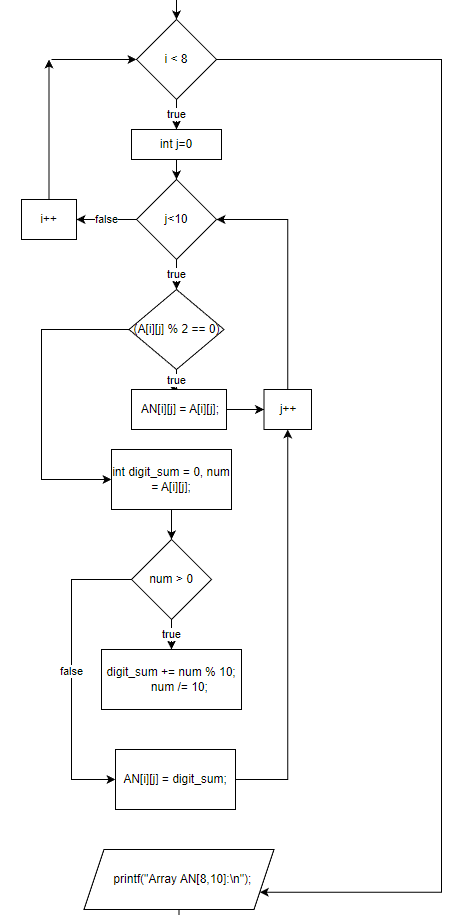 i < 8
true
int j=0
i++
false
j<10
true
(A[i][j] % 2 == 0)
true
AN[i][j] = A[i][j];
j++
int digit_sum = 0, num
= A[i][j];
num > 0
true
false
digit_sum += num % 10;
num /= 10;
AN[i][j] = digit_sum;
printf("Array AN[8,10]:\n");